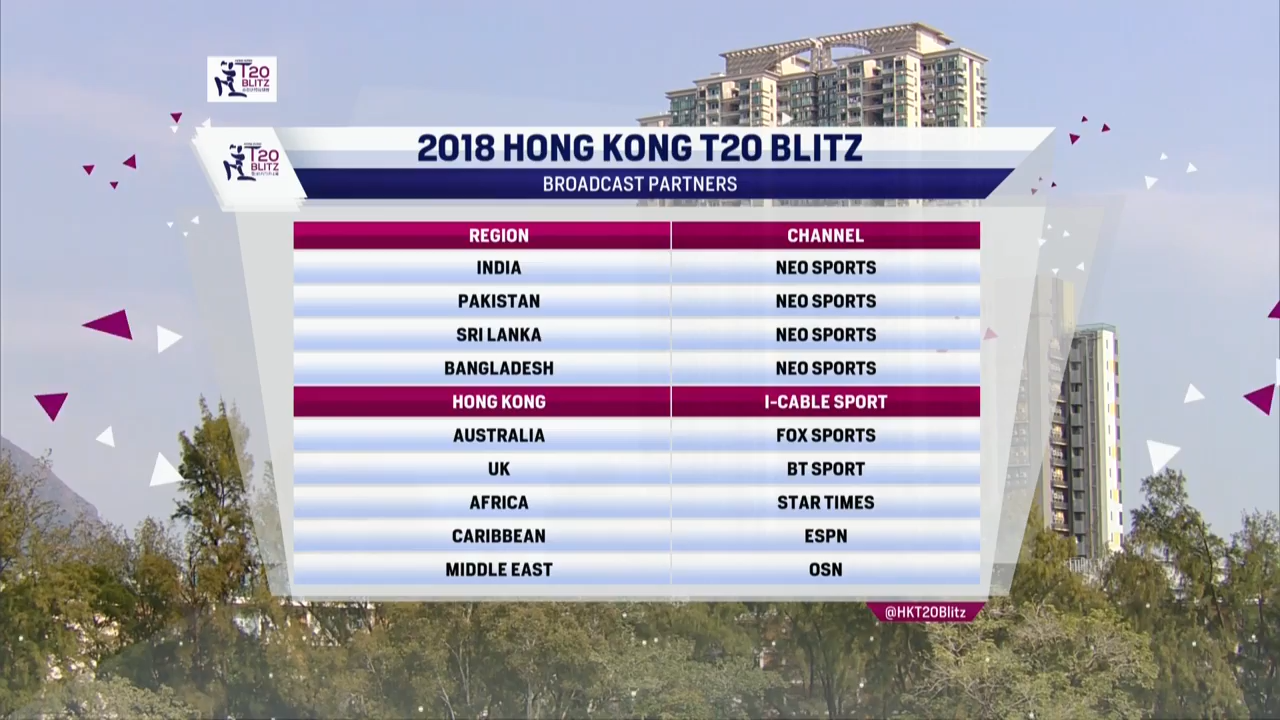 T20
BLITZ
T20
BLITZ
2018 HONG KONG T20 BLITZ
BROADCAST PARTNERS
REGION CHANNEL
INDIA NEO SPORTS
PAKISTAN NEO SPORTS
SRI LANKA NEO SPORTS
BANGLADESH NEO SPORTS
HONG KONG I-CABLE SPORT
AUSTRALIA FOX SPORTS
UK BT SPORT
AFRICA STAR TIMES
CARIBBEAN ESPN
MIDDLE EAST OSN
@HKT20Blitz